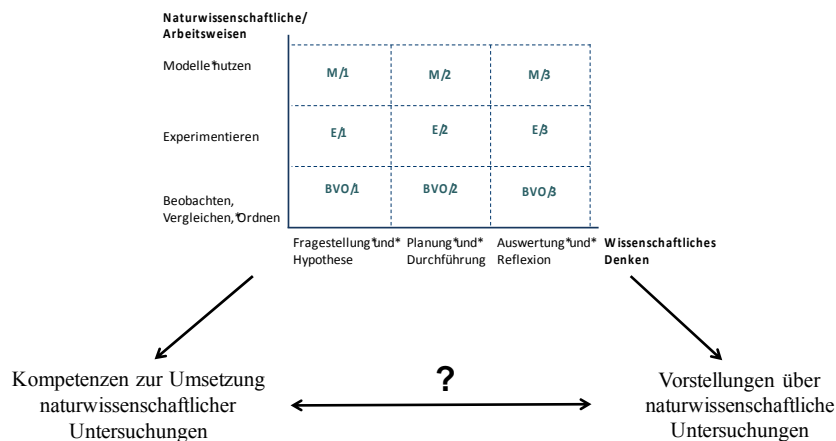 Naturwissenschaftliche/
Arbeitsweisen
Modelle*nutzen
M/1 M/2 M/3
Experimentieren
E/1 E/2 E/3
Beobachten,
Vergleichen,*Ordnen
BVO/1 BVO/2 BVO/3
Fragestellung*und*
Hypothese
Planung*und*
Durchführung
Auswertung*und*
Reflexion
Wissenschaftliches
Denken
Kompetenzen zur Umsetzung
naturwissenschaftlicher
Untersuchungen
?
Vorstellungen über
naturwissenschaftliche
Untersuchungen